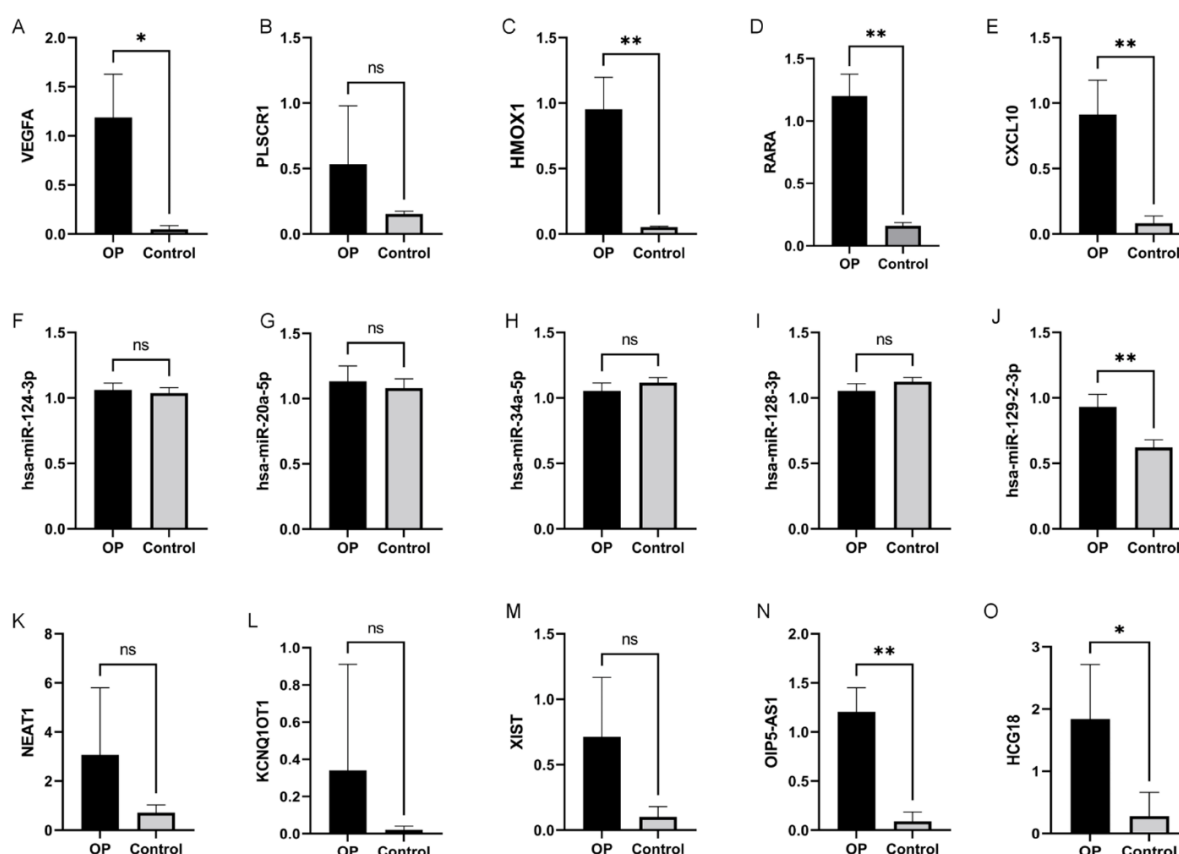 A
VEGFA
2.0
1.5
1.0
0.5
0.0
*
OP Control
B
PLSCR1
1.5
1.0
0.5
0.0
ns
OP Control
C
HMOX1
1.5
1.0
0.5
0.0
**
OP Control
D
RARA
1.5
1.0
0.5
0.0
**
OP Control
E
CXCL10
1.5
1.0
0.5
0.0
**
OP Control
F
hsa-miR-124-3p
1.5
1.0
0.5
0.0
ns
OP Control
G
hsa-miR-20a-5p
1.5
1.0
0.5
0.0
ns
OP Control
H
hsa-miR-34a-5p
1.5
1.0
0.5
0.0
ns
OP Control
I
hsa-miR-128-3p
1.5
1.0
0.5
0.0
ns
OP Control
J
hsa-miR-129-2-3p
1.5
1.0
0.5
0.0
**
OP Control
K
NEAT1
8
6
4
2
0
ns
OP Control
L
KCNQ1OT1
1.0
0.8
0.6
0.4
0.2
0.0
ns
OP Control
M
XIST
1.5
1.0
0.5
0.0
ns
OP Control
N
OIP5-AS1
2.0
1.5
1.0
0.5
0.0
**
OP Control
O
HCG18
3
2
1
0
*
OP Control